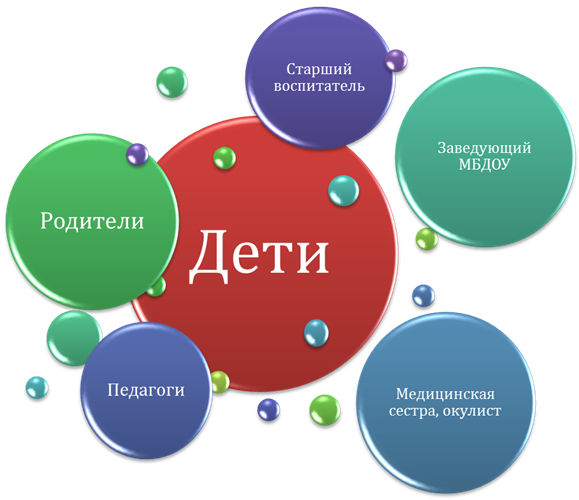 Старший
воспитатель
Заведующий
МБДОУ
Родители
Дети
Педагоги
Медицинская
сестра, окулист